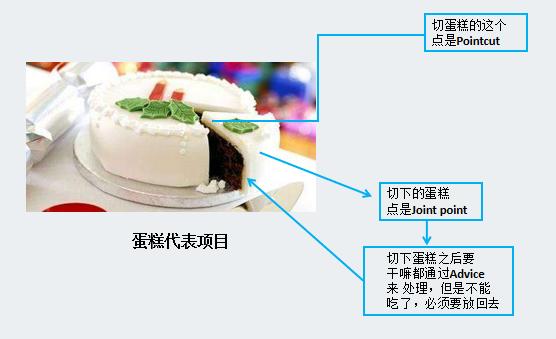 切蛋糕的这个
点是Pointcut
切下的蛋糕
点是Joint point
蛋糕代表项目
切下蛋糕之后要
干嘛都通过Advice
来 处理，但是不能
吃了，必须要放回去